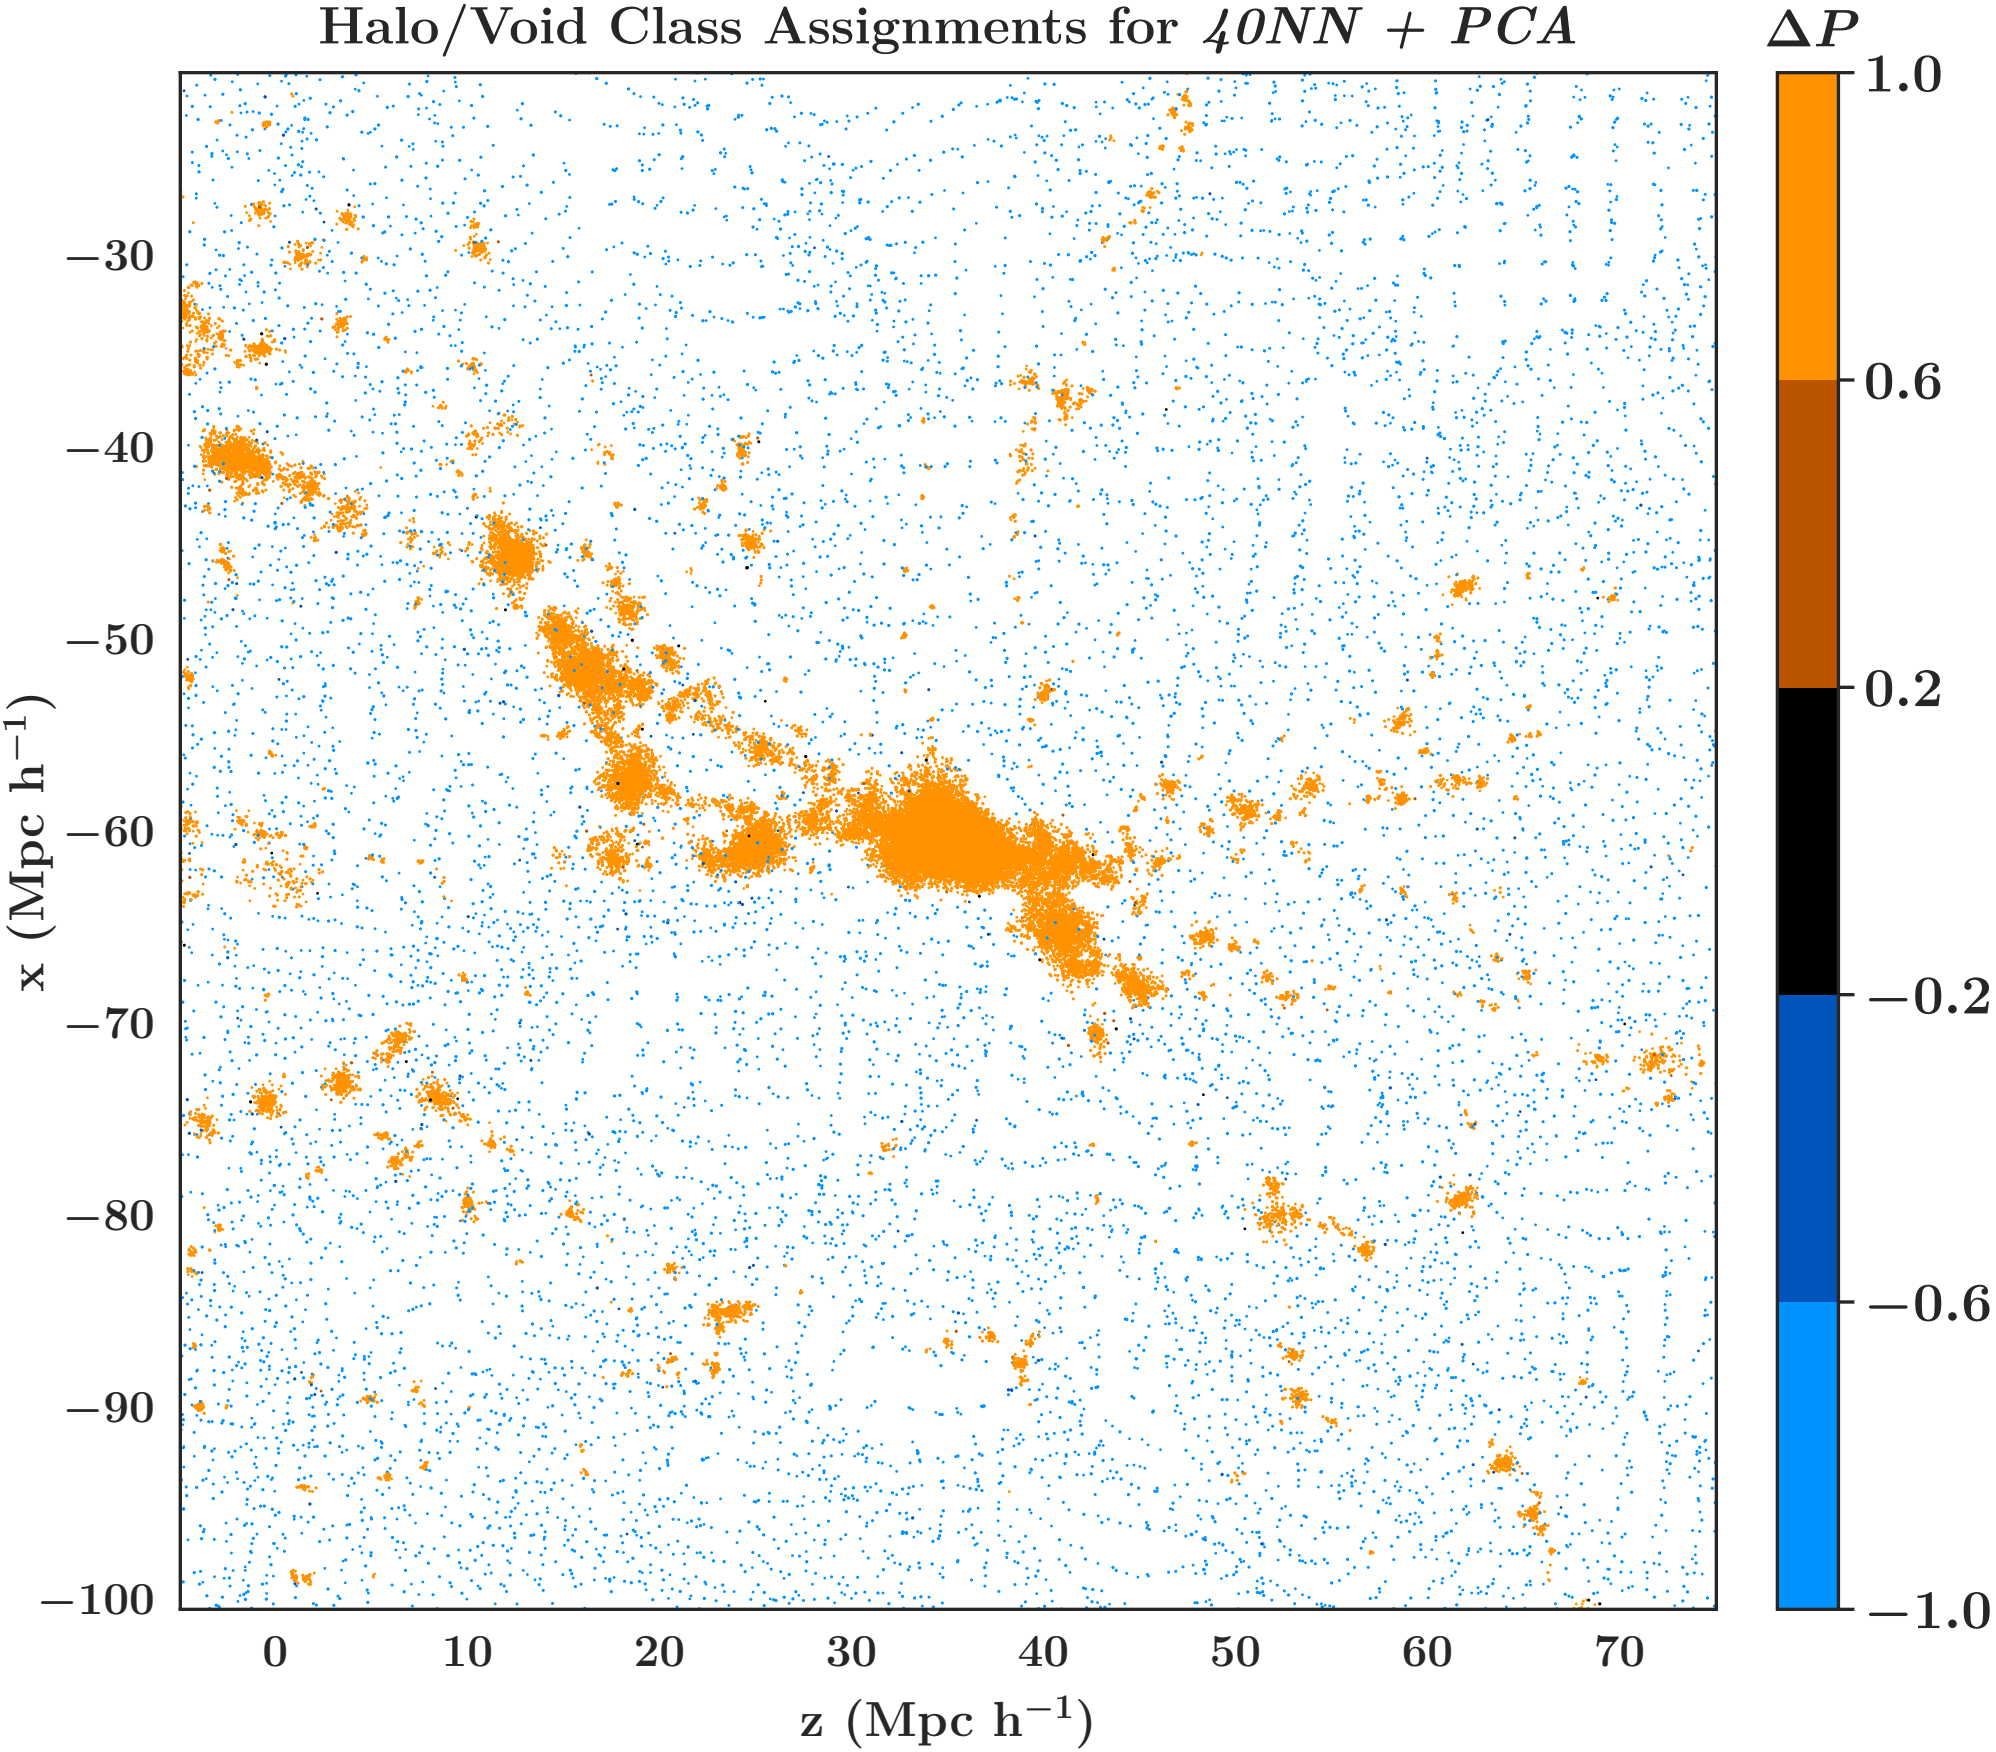 Halo/Void Class Assignments for 40NN + PCA
ΔP
1.0
0.6
0.2
−0.2
−0.6
−1.0
−30
−40
−50
−60
−70
−80
−90
−100
x (Mpc h⁻¹)
0 10 20 30 40 50 60 70
z (Mpc h⁻¹)